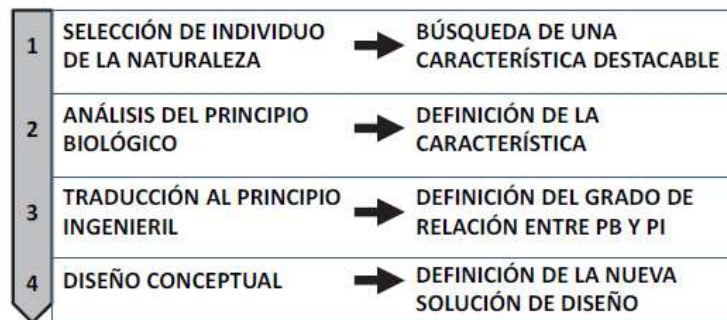 1 SELECCIÓN DE INDIVIDUO DE LA NATURALEZA → BÚSQUEDA DE UNA CARACTERÍSTICA DESTACABLE
2 ANÁLISIS DEL PRINCIPIO BIOLÓGICO → DEFINICIÓN DE LA CARACTERÍSTICA
3 TRADUCCIÓN AL PRINCIPIO INGENIERIL → DEFINICIÓN DEL GRADO DE RELACIÓN ENTRE PB Y PI
4 DISEÑO CONCEPTUAL → DEFINICIÓN DE LA NUEVA SOLUCIÓN DE DISEÑO